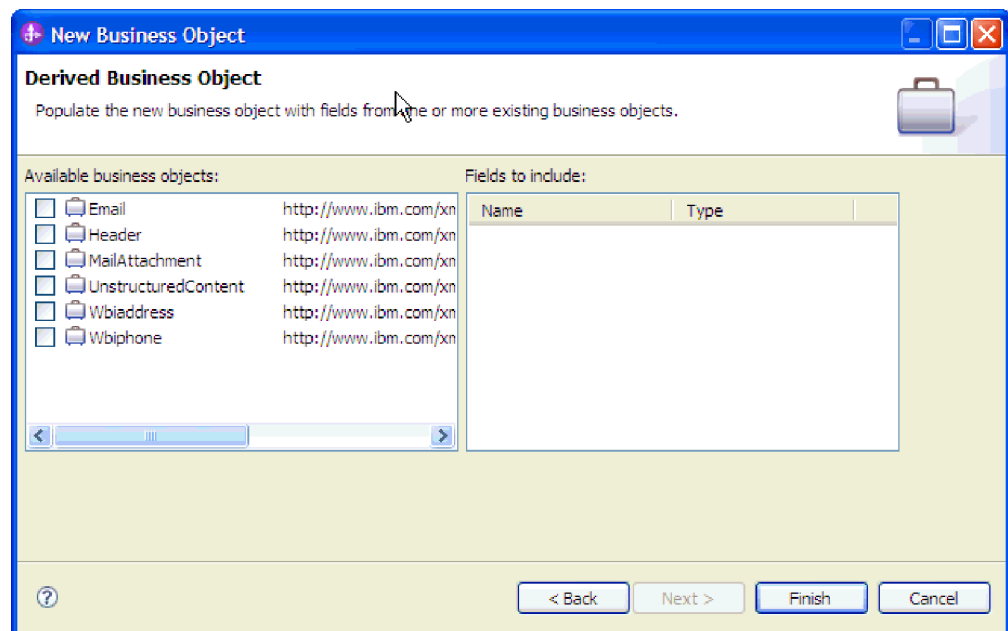 New Business Object
Derived Business Object
Populate the new business object with fields from one or more existing business objects.
Available business objects:
Fields to include:
Email http://www.ibm.com/xn
Header http://www.ibm.com/xn
MailAttachment http://www.ibm.com/xn
UnstructuredContent http://www.ibm.com/xn
Wbiaddress http://www.ibm.com/xn
Wbiphone http://www.ibm.com/xn
Name Type
? < Back Next > Finish Cancel